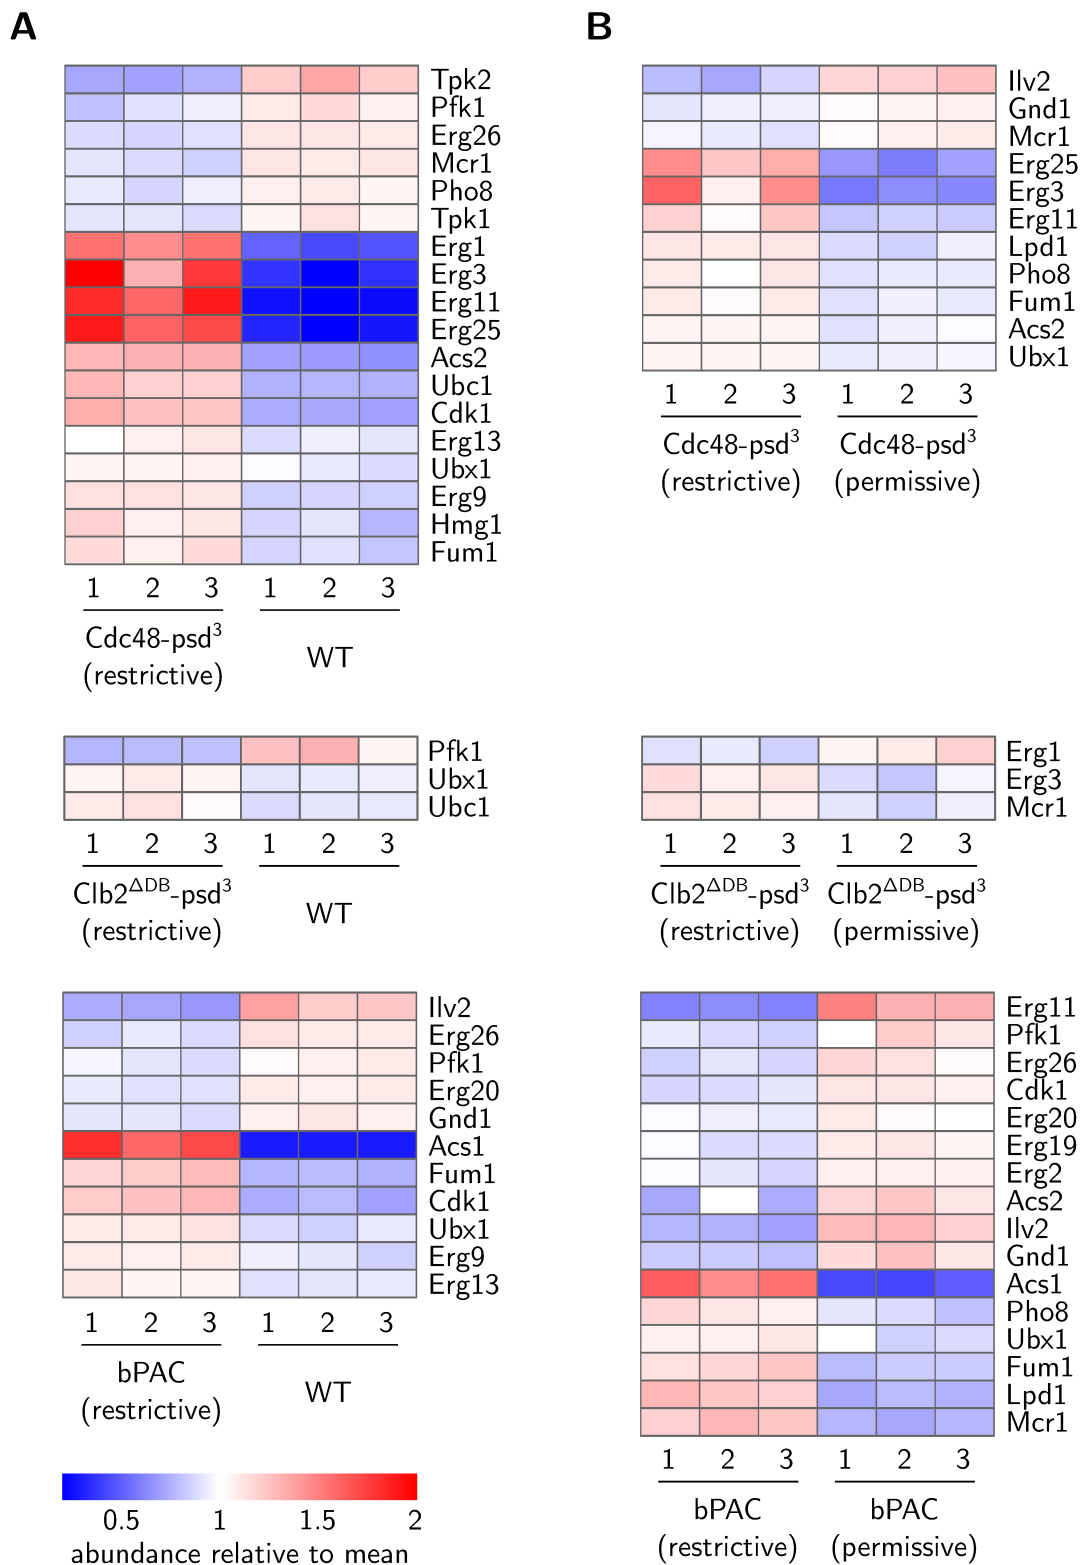 A
Tpk2
Pfk1
Erg26
Mcr1
Pho8
Tpk1
Erg1
Erg3
Erg11
Erg25
Acs2
Ubc1
Cdk1
Erg13
Ubx1
Erg9
Hmg1
Fum1
1 2 3 1 2 3
Cdc48-psd³
(restrictive)
WT
Pfk1
Ubx1
Ubc1
1 2 3 1 2 3
Clb2^ΔDB-psd³
(restrictive)
WT
Ilv2
Erg26
Pfk1
Erg20
Gnd1
Acs1
Fum1
Cdk1
Ubx1
Erg9
Erg13
1 2 3 1 2 3
bPAC
(restrictive)
WT
0.5 1 1.5 2
abundance relative to mean
B
Ilv2
Gnd1
Mcr1
Erg25
Erg3
Erg11
Lpd1
Pho8
Fum1
Acs2
Ubx1
1 2 3 1 2 3
Cdc48-psd³ Cdc48-psd³
(restrictive) (permissive)
Erg1
Erg3
Mcr1
1 2 3 1 2 3
Clb2^ΔDB-psd³ Clb2^ΔDB-psd³
(restrictive) (permissive)
Erg11
Pfk1
Erg26
Cdk1
Erg20
Erg19
Erg2
Acs2
Ilv2
Gnd1
Acs1
Pho8
Ubx1
Fum1
Lpd1
Mcr1
1 2 3 1 2 3
bPAC bPAC
(restrictive) (permissive)